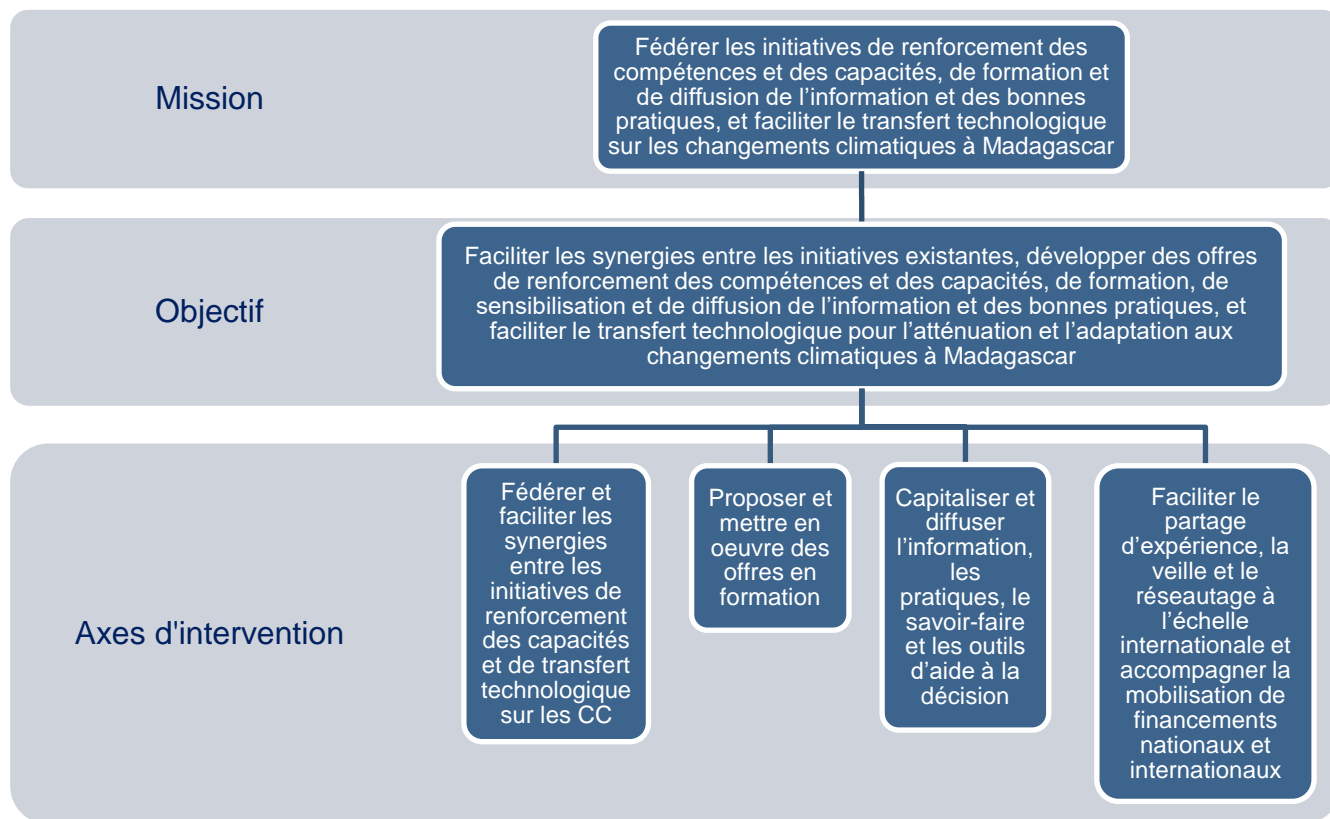 Mission
Fédérer les initiatives de renforcement des
compétences et des capacités, de formation et
de diffusion de l’information et des bonnes
pratiques, et faciliter le transfert technologique
sur les changements climatiques à Madagascar
Objectif
Faciliter les synergies entre les initiatives existantes, développer des offres
de renforcement des compétences et des capacités, de formation, de
sensibilisation et de diffusion de l’information et des bonnes pratiques, et
faciliter le transfert technologique pour l’atténuation et l’adaptation aux
changements climatiques à Madagascar
Axes d'intervention
Fédérer et
faciliter les
synergies
entre les
initiatives de
renforcement
des capacités
et de transfert
technologique
sur les CC
Proposer et
mettre en
oeuvre des
offres en
formation
Capitaliser et
diffuser
l’information,
les
pratiques, le
savoir-faire
et les outils
d’aide à la
décision
Faciliter le
partage
d’expérience, la
veille et le
réseautage à
l’échelle
internationale et
accompagner la
mobilisation de
financements
nationaux et
internationaux